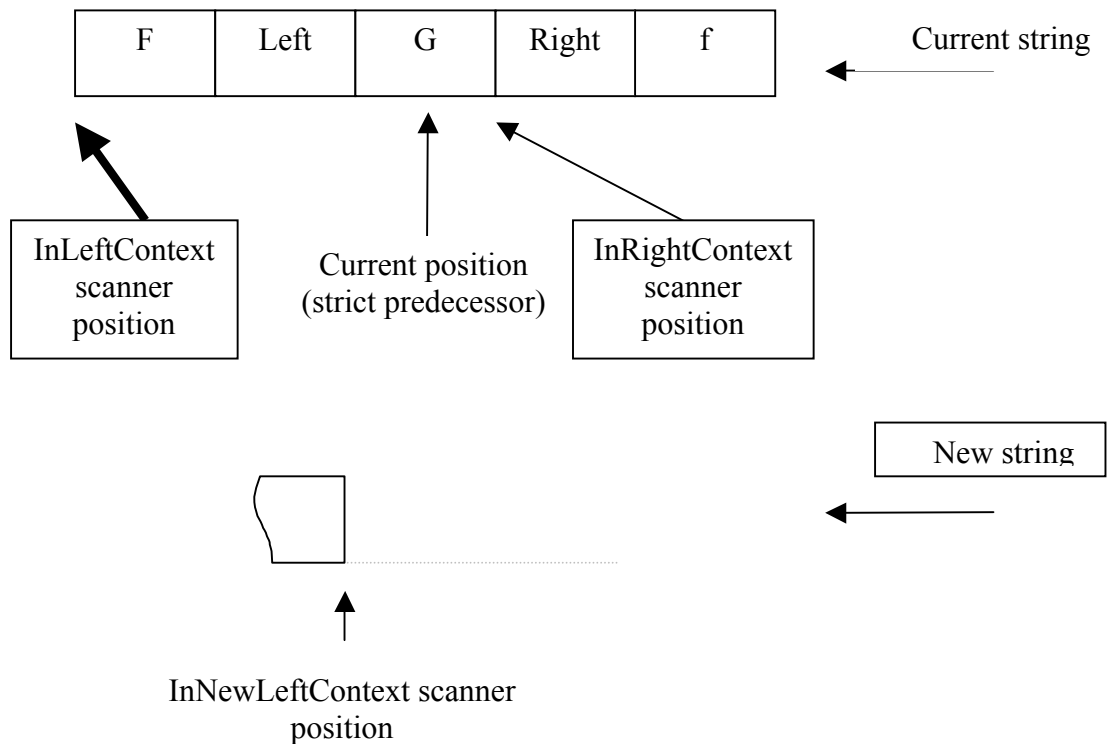 F Left G Right f
Current string
InLeftContext
scanner
position
Current position
(strict predecessor)
InRightContext
scanner
position
New string
InNewLeftContext scanner
position